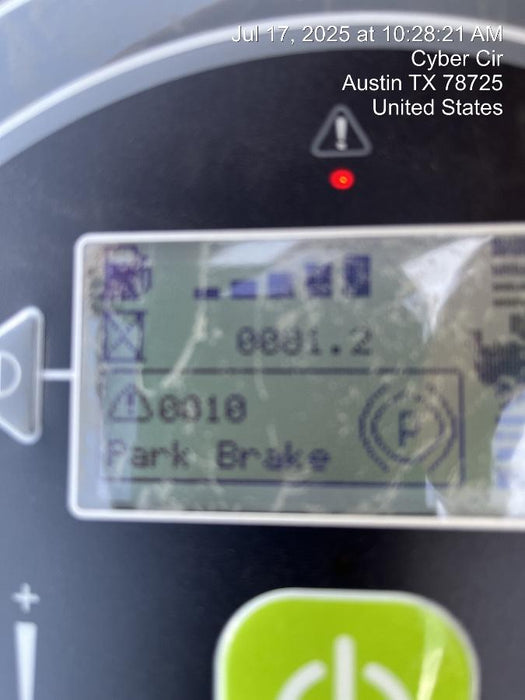 Jul 17, 2025 at 10:28:21 AM
Cyber Cir
Austin TX 78725
United States
0081.2
0010
Park Brake
P